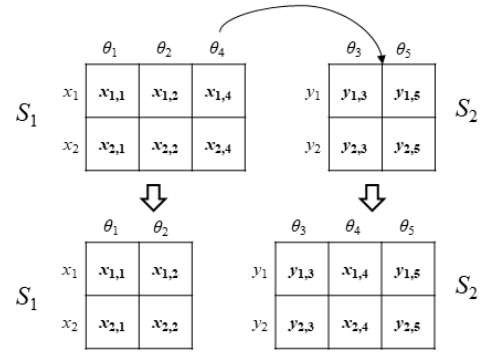 θ₁ θ₂ θ₄ θ₃ θ₅
x₁ x₁,₁ x₁,₂ x₁,₄ y₁ y₁,₃ y₁,₅
S₁ S₂
x₂ x₂,₁ x₂,₂ x₂,₄ y₂ y₂,₃ y₂,₅
θ₁ θ₂ θ₃ θ₄ θ₅
x₁ x₁,₁ x₁,₂ y₁ y₁,₃ x₁,₄ y₁,₅
S₁ S₂
x₂ x₂,₁ x₂,₂ y₂ y₂,₃ x₂,₄ y₂,₅